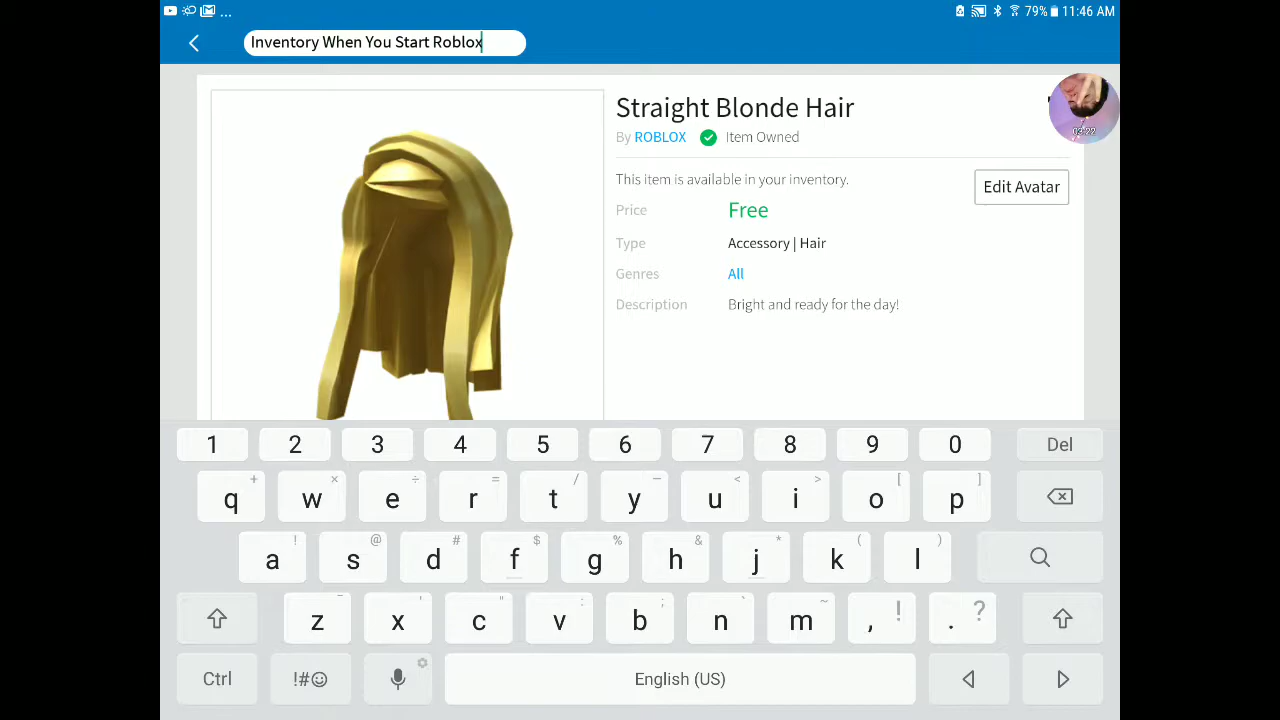 ... 79% 11:46 AM
Inventory When You Start Roblox
Straight Blonde Hair
By ROBLOX Item Owned
03:22
This item is available in your inventory.
Edit Avatar
Price Free
Type Accessory | Hair
Genres All
Description Bright and ready for the day!
1 2 3 4 5 6 7 8 9 0 Del
+ × ÷ = / _ < > [ ]
q w e r t y u i o p
! @ # $ % & * ( )
a s d f g h j k l
- ' " : ; ` ~ ! ?
z x c v b n m , .
Ctrl !#☺ English (US)